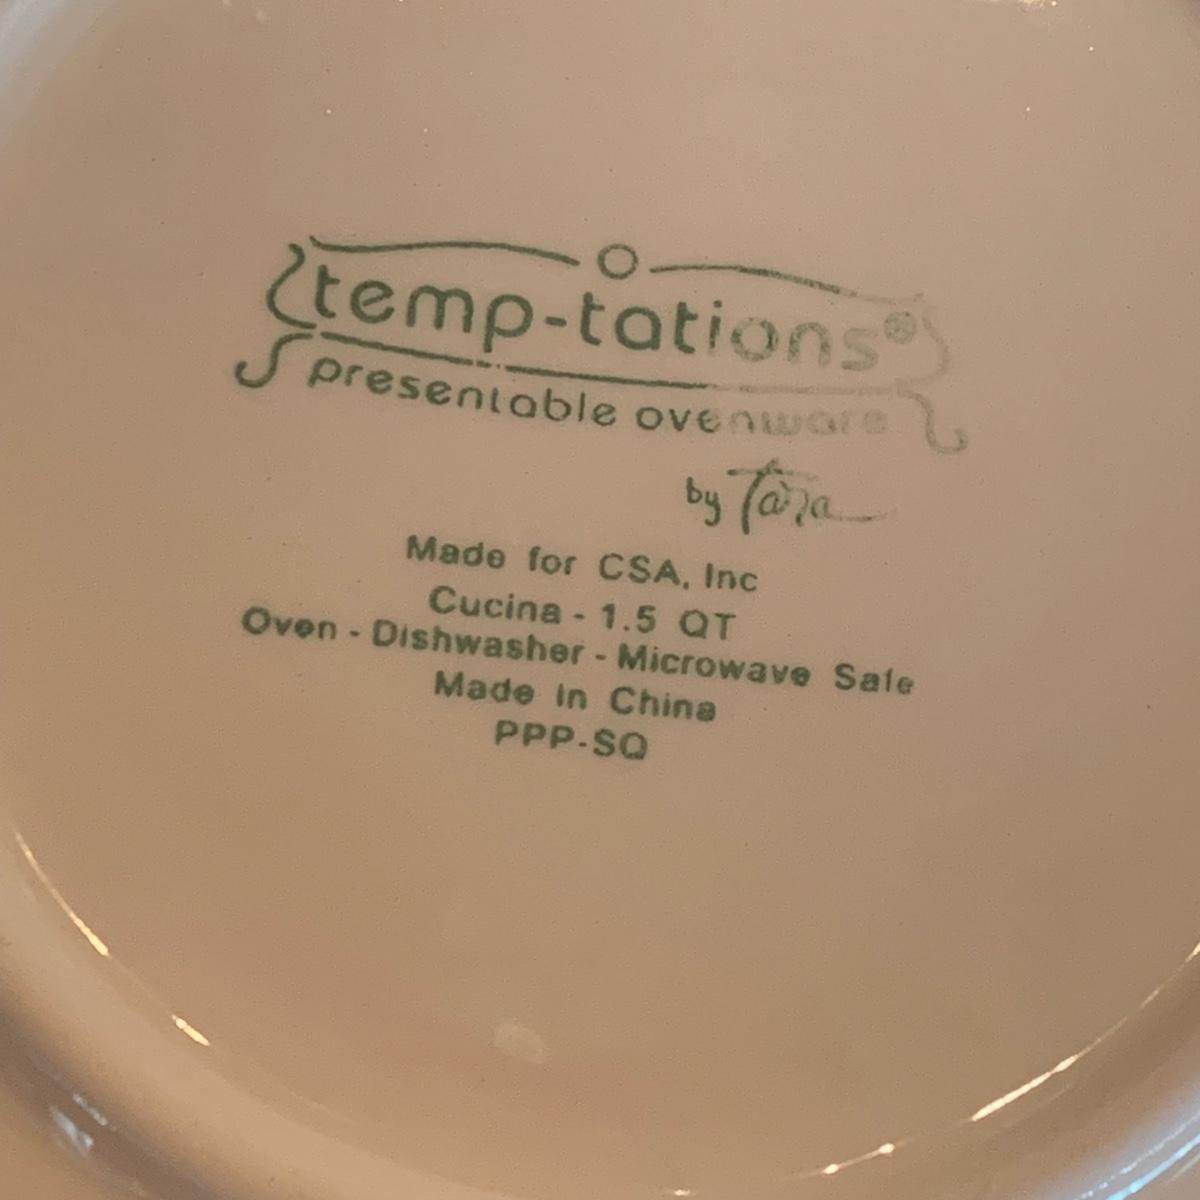 temp-tations®
presentable ovenware
by Tara
Made for CSA, Inc
Cucina - 1.5 QT
Oven - Dishwasher - Microwave Safe
Made in China
PPP-SQ